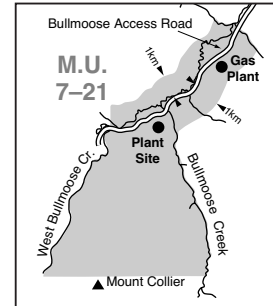 Bullmoose Access Road
1km
M.U.
7–21
Gas
Plant
1km
Plant
Site
West Bullmoose Cr.
Bullmoose Creek
Mount Collier